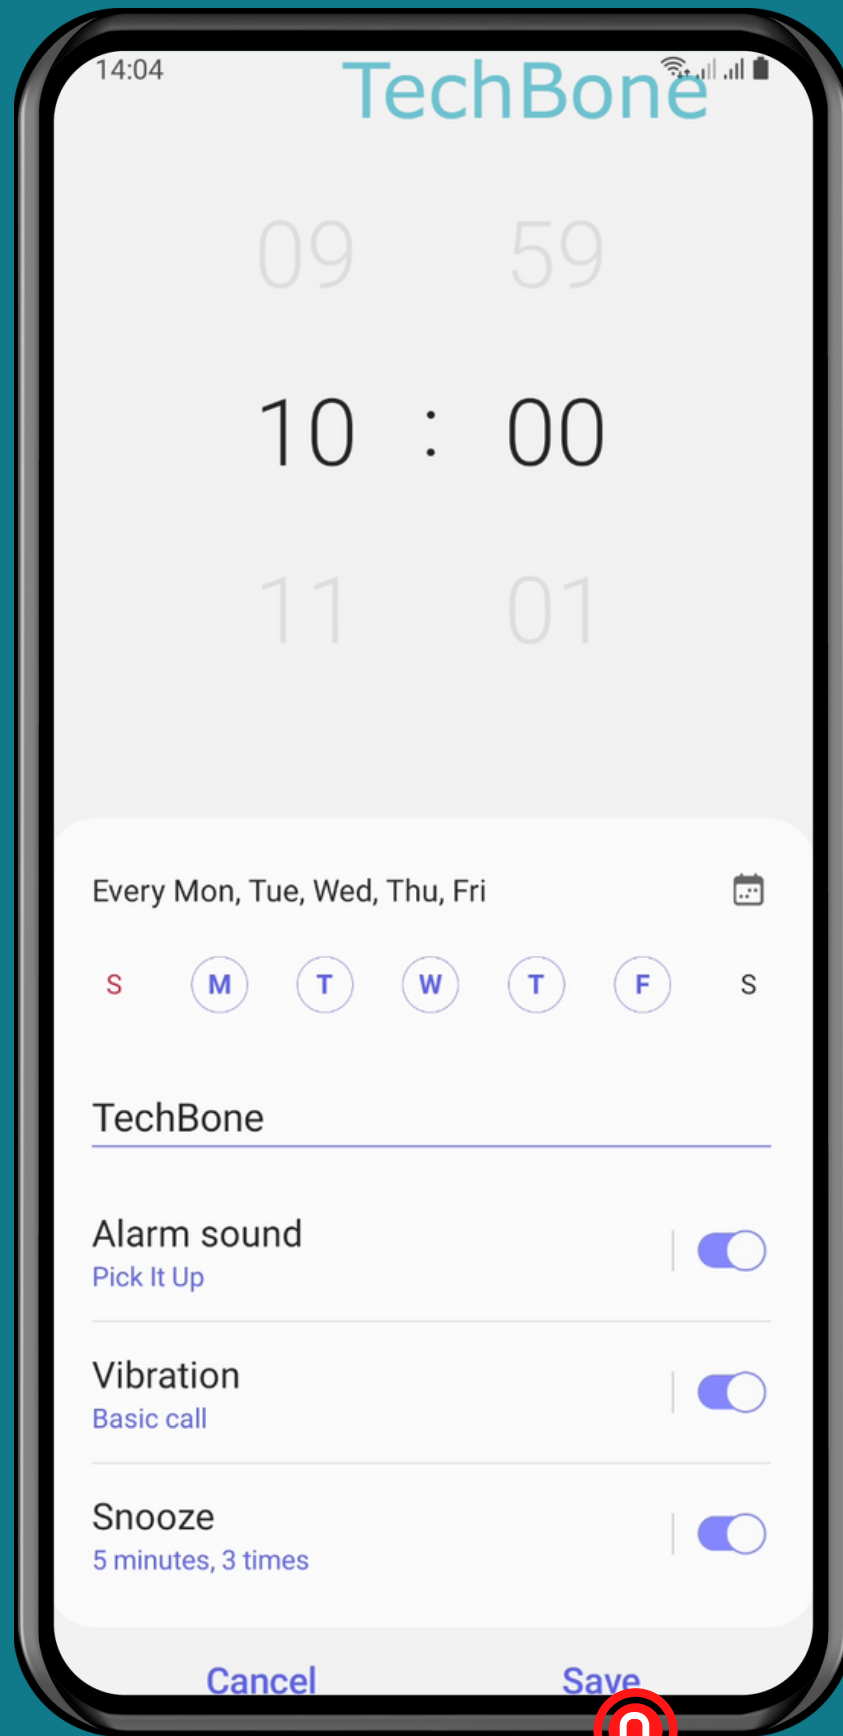 14:04
TechBone
09 59
10 : 00
11 01
Every Mon, Tue, Wed, Thu, Fri
S M T W T F S
TechBone
Alarm sound
Pick It Up
Vibration
Basic call
Snooze
5 minutes, 3 times
Cancel Save